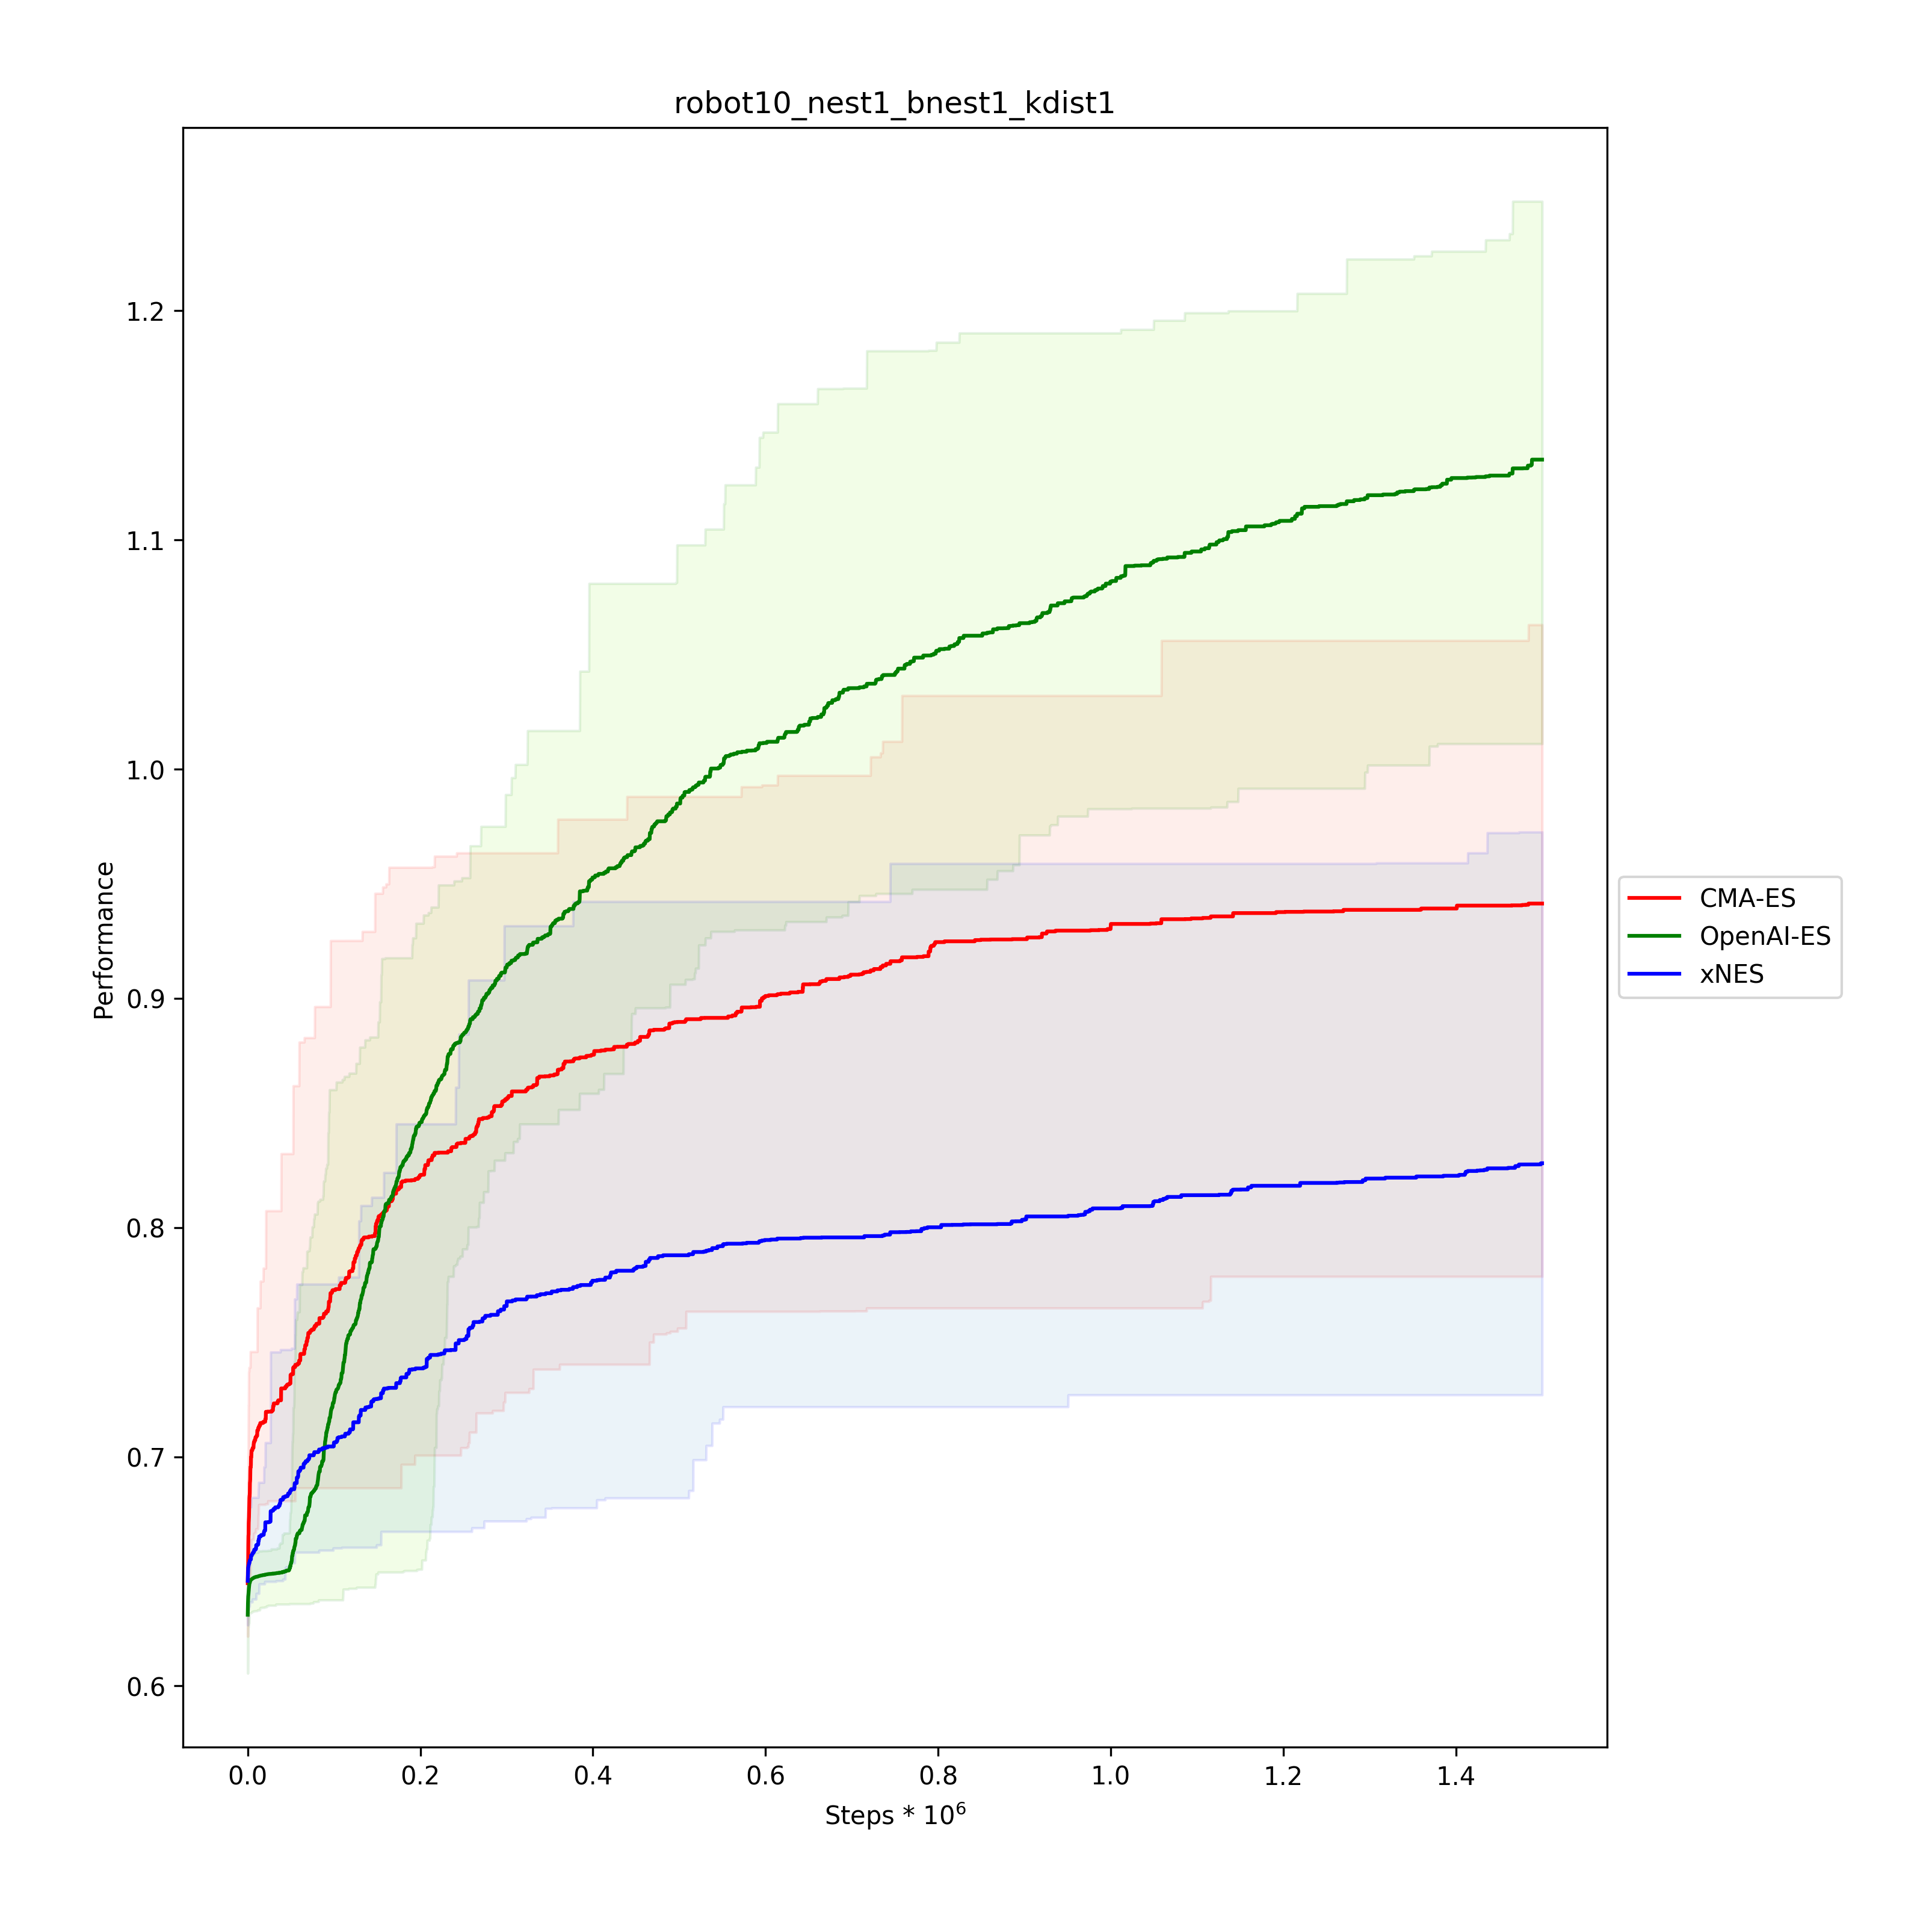 robot10_nest1_bnest1_kdist1
Performance
1.2
1.1
1.0
0.9
0.8
0.7
0.6
0.0 0.2 0.4 0.6 0.8 1.0 1.2 1.4
Steps * 10⁶
CMA-ES
OpenAI-ES
xNES